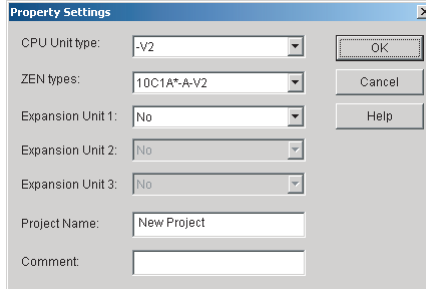 Property Settings
CPU Unit type: -V2 OK
ZEN types: 10C1A*-A-V2 Cancel
Expansion Unit 1: No Help
Expansion Unit 2: No
Expansion Unit 3: No
Project Name: New Project
Comment: